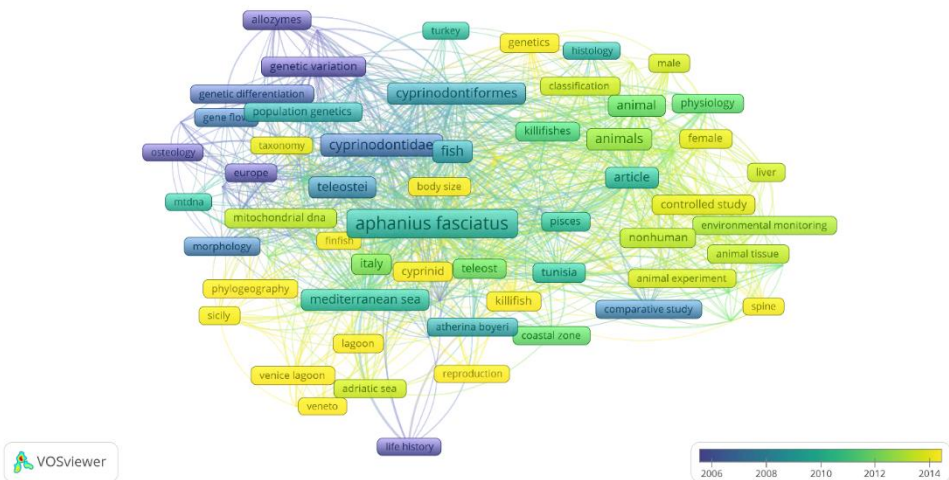 allozymes
turkey
genetics
histology
genetic variation
male
classification
genetic differentiation
cyprinodontiformes
animal
physiology
population genetics
gene flow
killifishes
animals
female
taxonomy
cyprinodontidae
fish
osteology
europe
article
liver
teleostei
body size
mtdna
controlled study
mitochondrial dna
aphanius fasciatus
pisces
environmental monitoring
morphology
finfish
nonhuman
animal tissue
italy
cyprinid
teleost
tunisia
animal experiment
phylogeography
mediterranean sea
killifish
comparative study
spine
sicily
atherina boyeri
coastal zone
lagoon
venice lagoon
reproduction
adriatic sea
veneto
life history
VOSviewer
2006 2008 2010 2012 2014